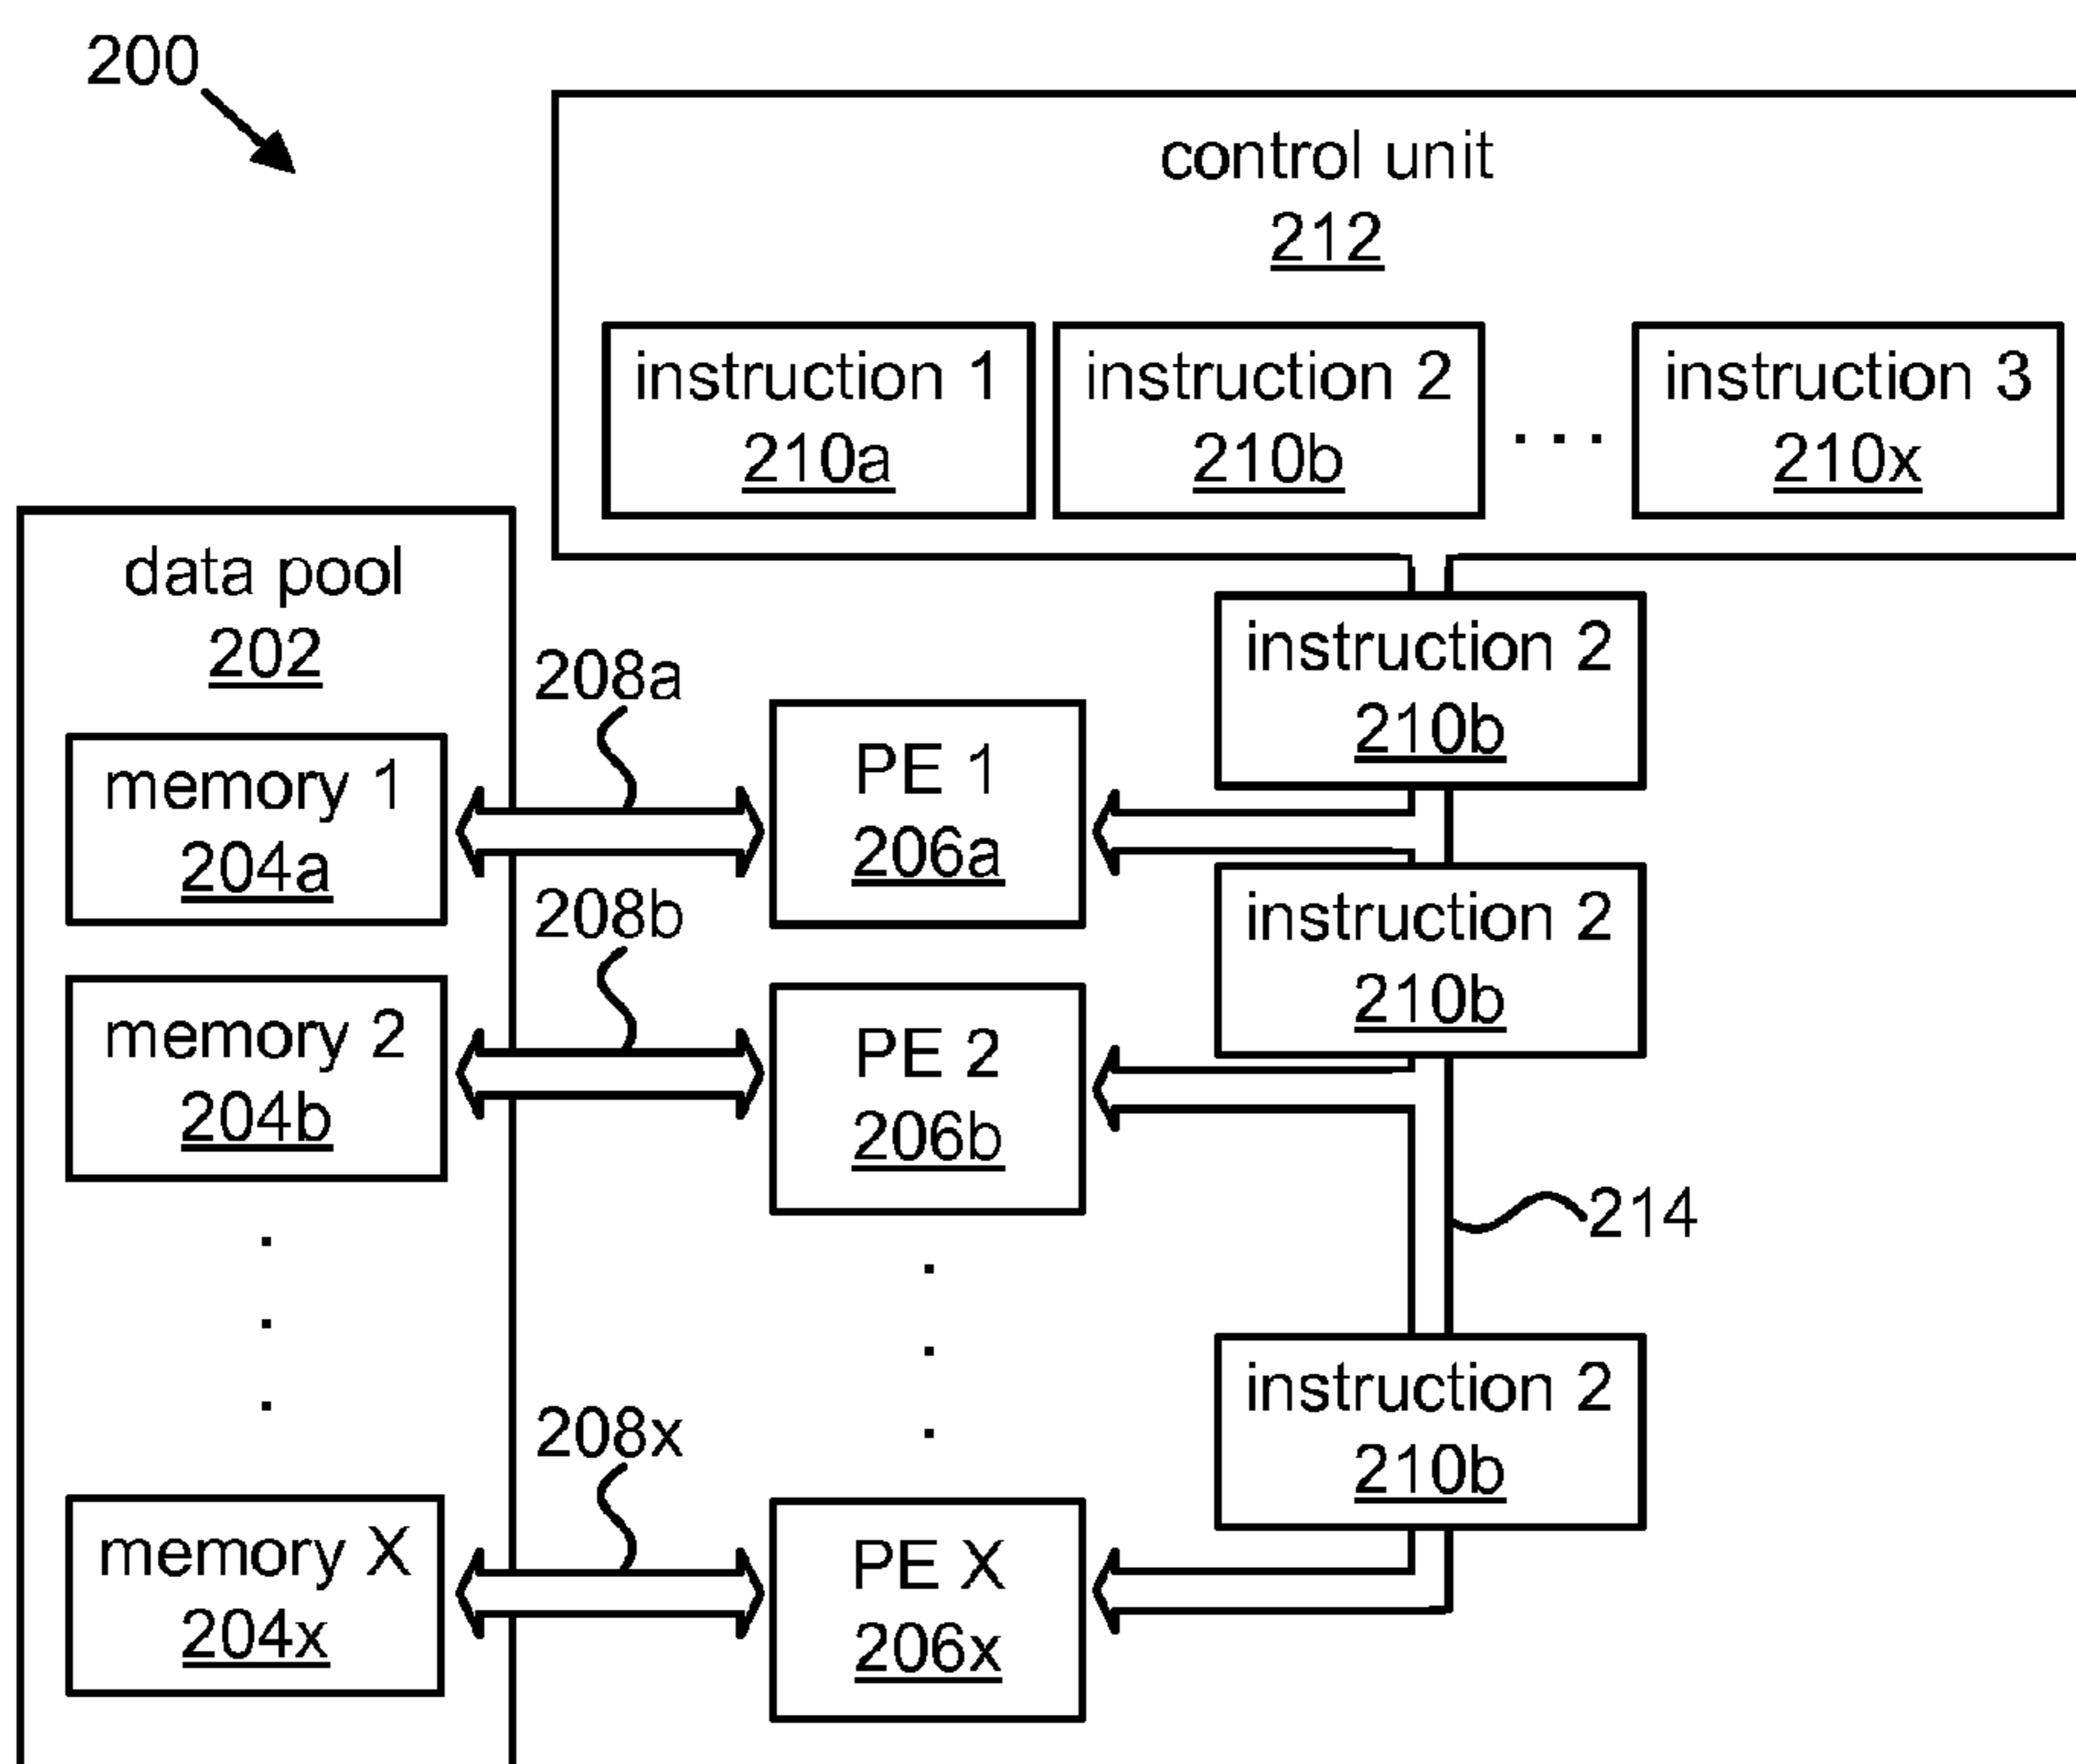 200
control unit
212
instruction 1
210a
instruction 2
210b
. . .
instruction 3
210x
data pool
202
memory 1
204a
memory 2
204b
.
.
.
memory X
204x
208a
208b
208x
PE 1
206a
PE 2
206b
.
.
.
PE X
206x
instruction 2
210b
instruction 2
210b
214
instruction 2
210b